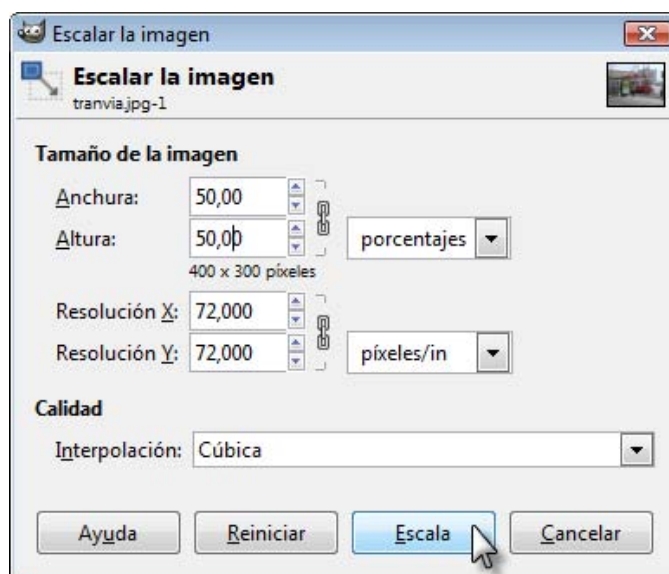 Escalar la imagen
Escalar la imagen
tranvia.jpg-1
Tamaño de la imagen
Anchura: 50,00
Altura: 50,00 porcentajes
400 x 300 píxeles
Resolución X: 72,000
Resolución Y: 72,000 píxeles/in
Calidad
Interpolación: Cúbica
Ayuda Reiniciar Escala Cancelar